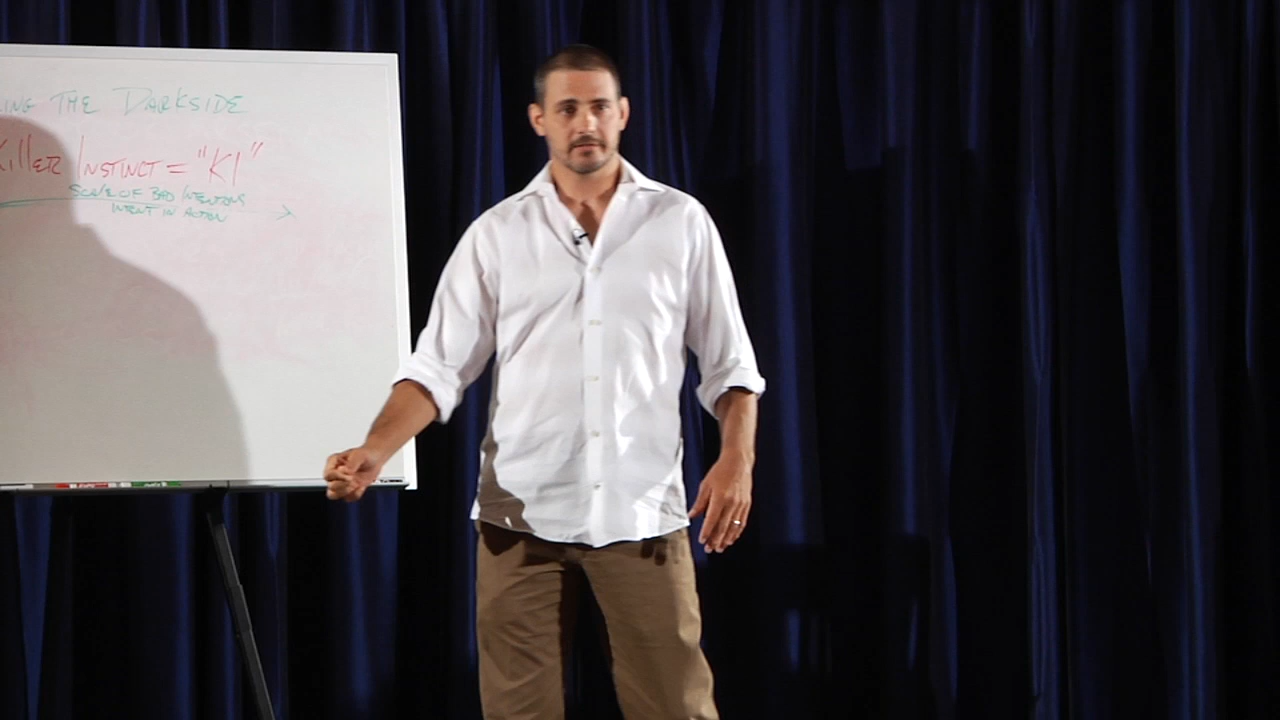 ING THE DARKSIDE
KillER INSTINCT = "KI"
SCALE OF BAD INTENTIONS
INTENT IN ACTION